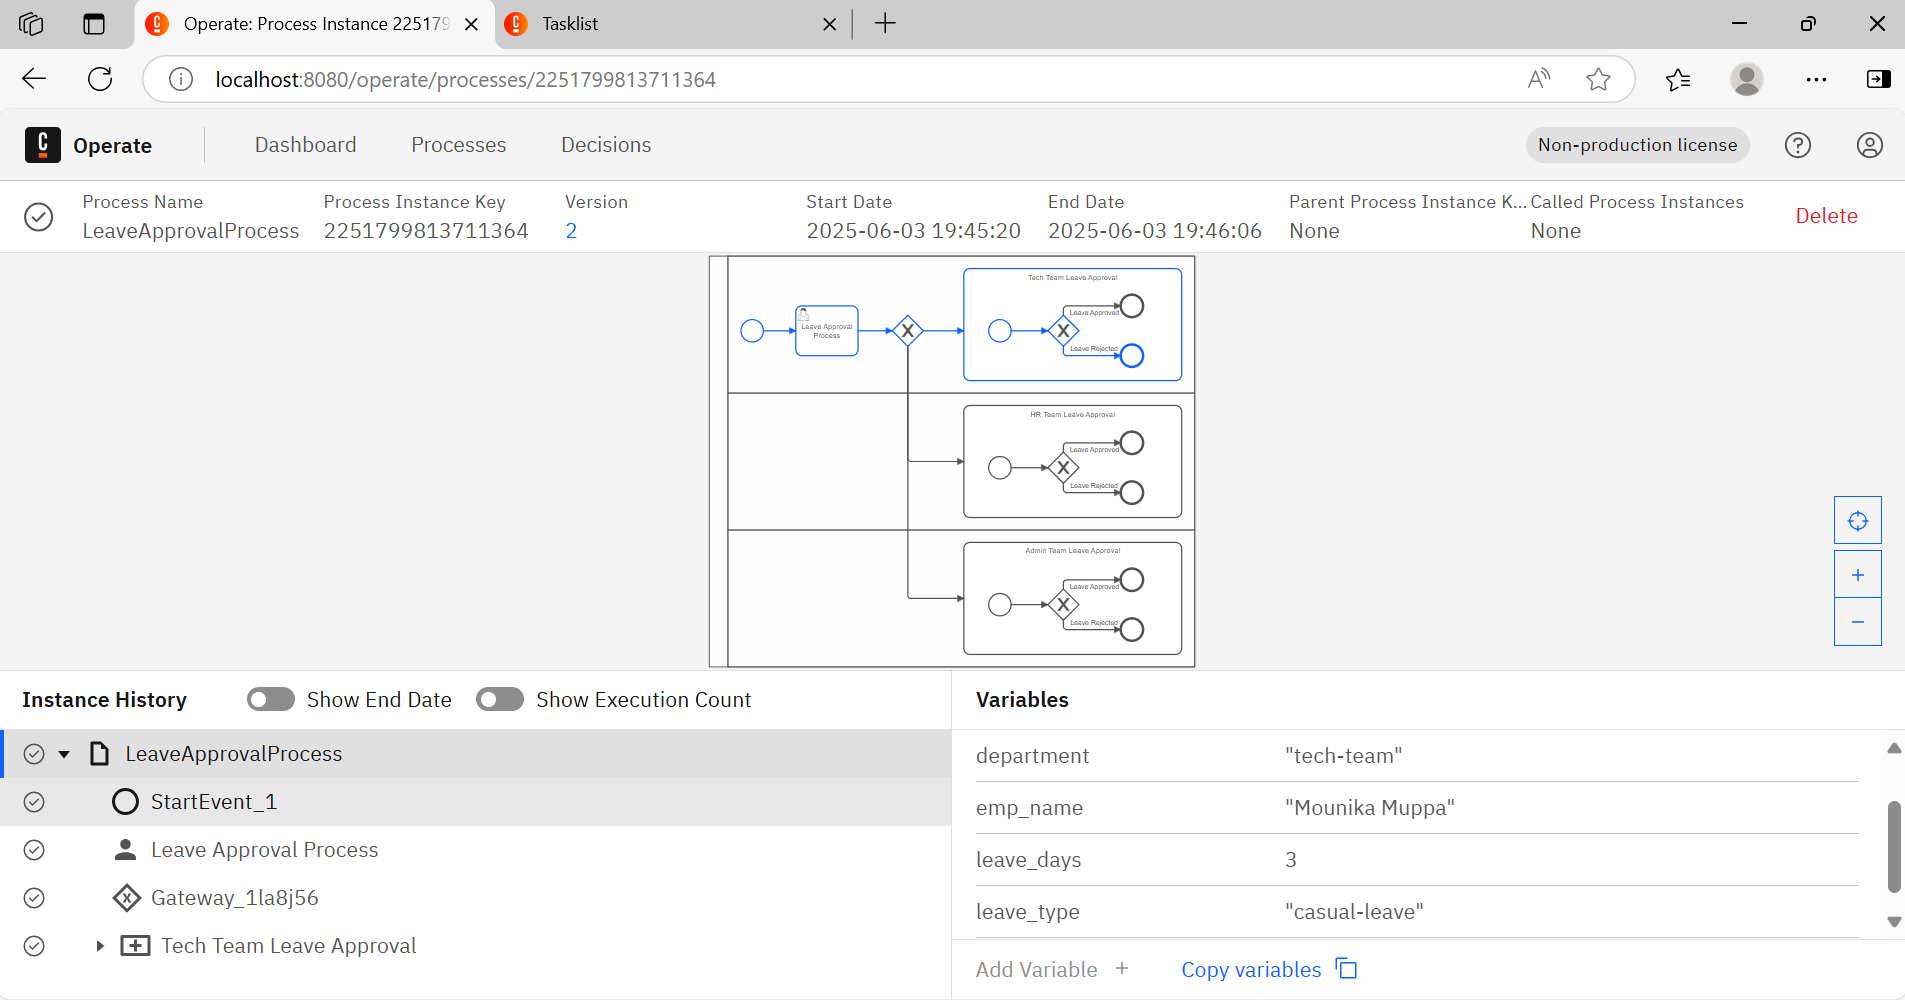 Operate: Process Instance 225179
Tasklist
localhost:8080/operate/processes/2251799813711364
Operate
Dashboard
Processes
Decisions
Non-production license
Process Name
Process Instance Key
Version
Start Date
End Date
Parent Process Instance K...
Called Process Instances
LeaveApprovalProcess
2251799813711364
2
2025-06-03 19:45:20
2025-06-03 19:46:06
None
None
Delete
Tech Team Leave Approval
Leave Approval
Process
X
X
Leave Approved
Leave Rejected
HR Team Leave Approval
X
Leave Approved
Leave Rejected
Admin Team Leave Approval
X
Leave Approved
Leave Rejected
Instance History
Show End Date
Show Execution Count
LeaveApprovalProcess
StartEvent_1
Leave Approval Process
Gateway_1la8j56
Tech Team Leave Approval
Variables
department "tech-team"
emp_name "Mounika Muppa"
leave_days 3
leave_type "casual-leave"
Add Variable +
Copy variables